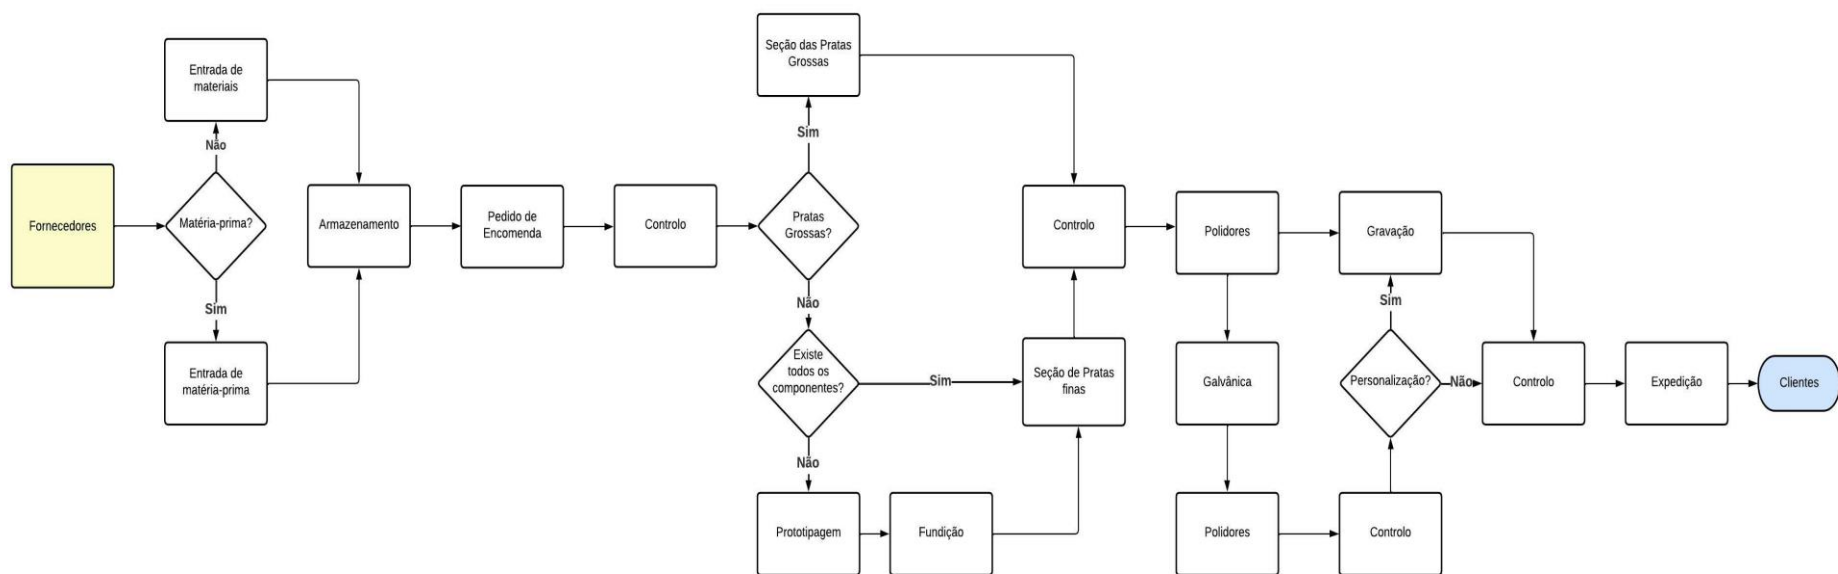 Fornecedores
Matéria-prima?
Não
Entrada de
materiais
Sim
Entrada de
matéria-prima
Armazenamento
Pedido de
Encomenda
Controlo
Pratas
Grossas?
Sim
Seção das Pratas
Grossas
Não
Existe
todos os
componentes?
Sim
Não
Prototipagem
Fundição
Seção de Pratas
finas
Controlo
Polidores
Galvânica
Polidores
Controlo
Personalização?
Sim
Gravação
Não
Controlo
Expedição
Clientes